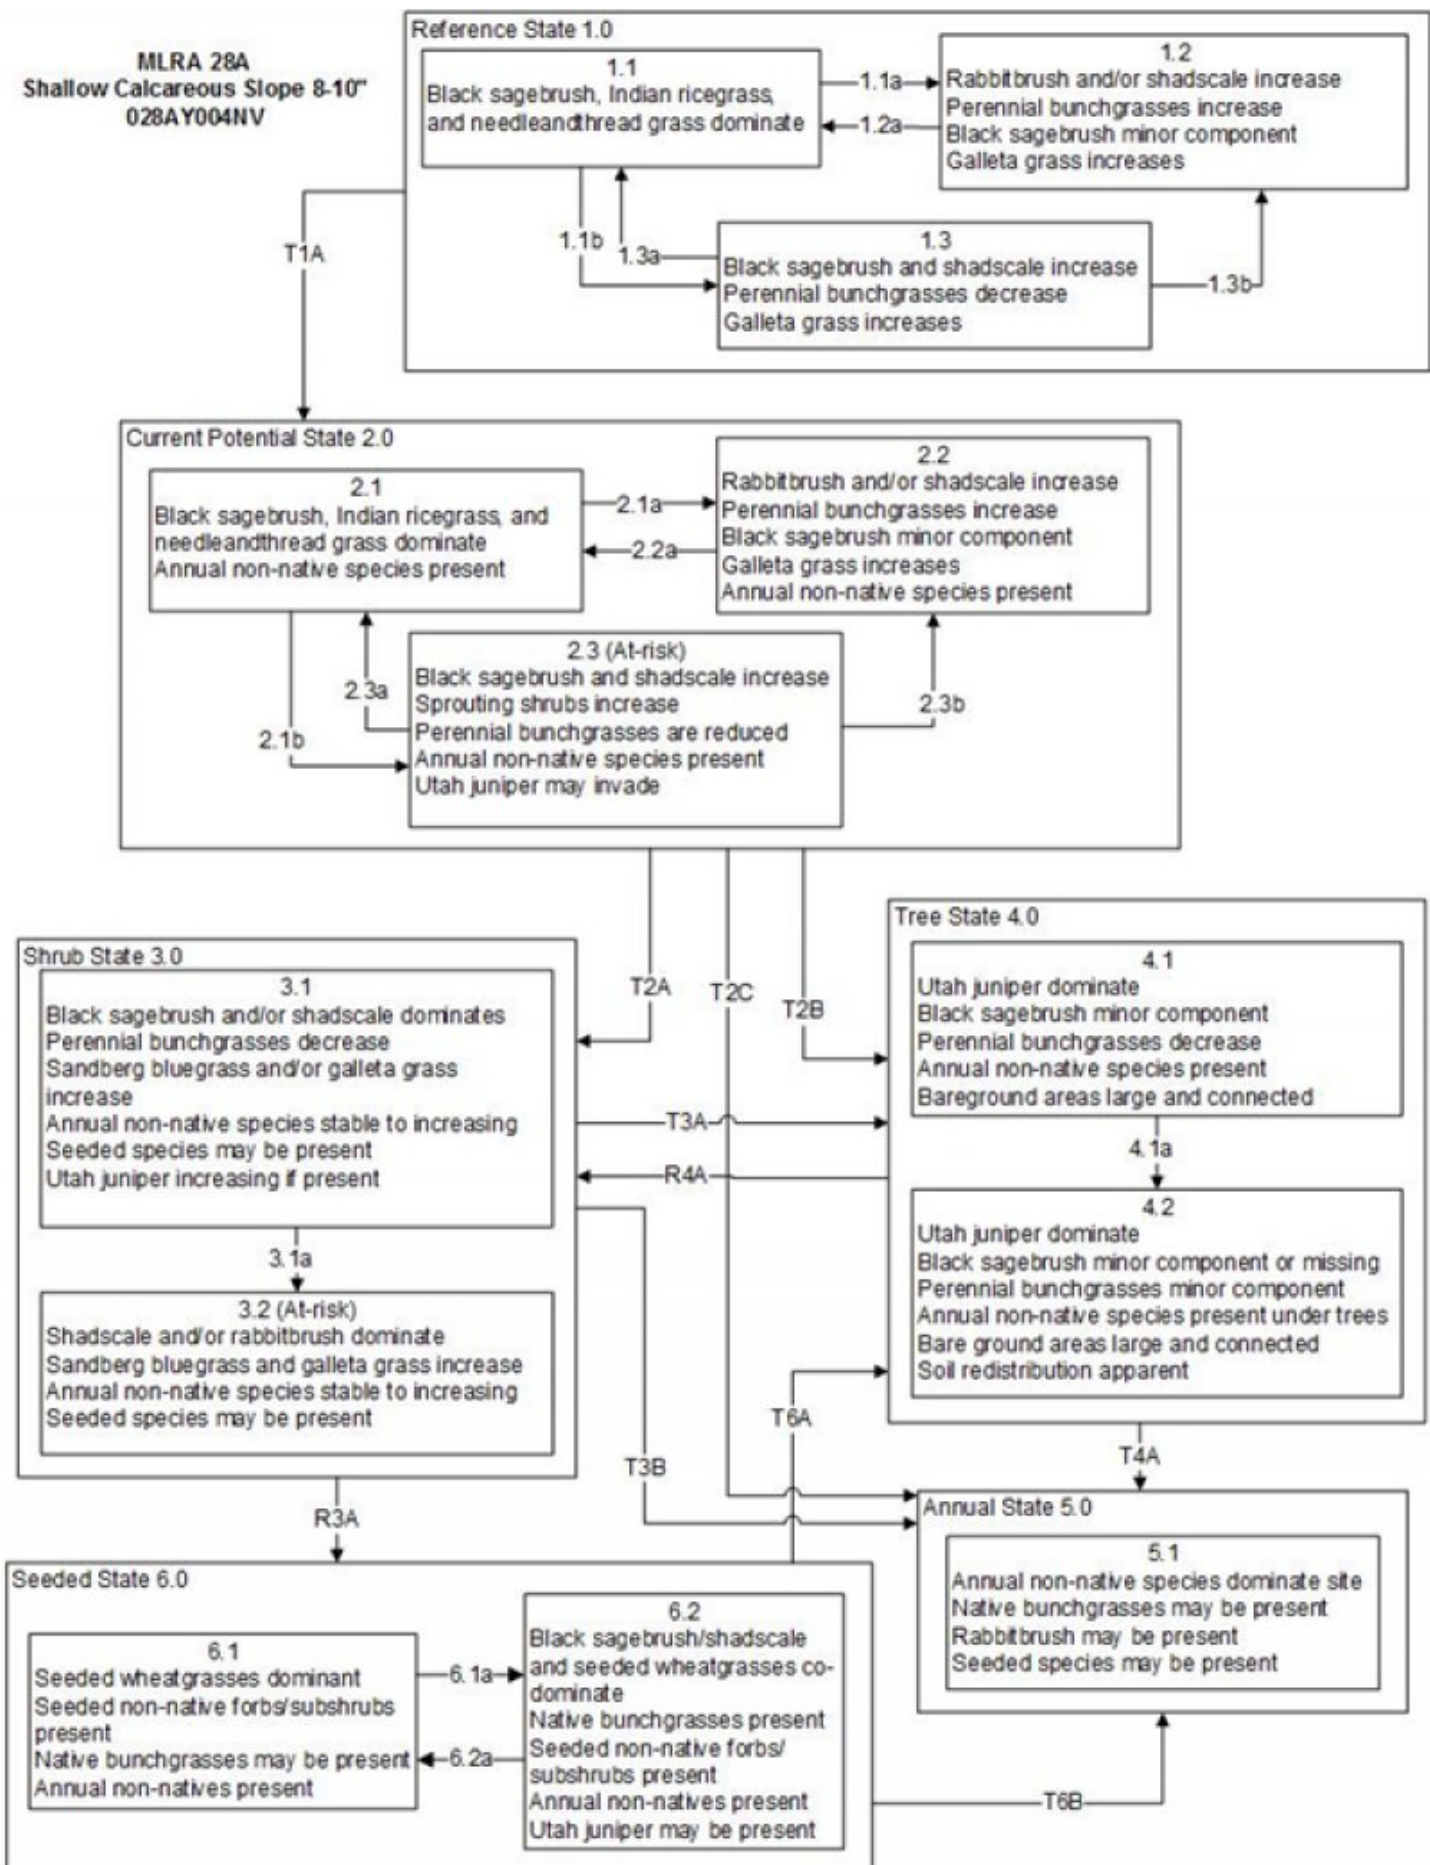 MLRA 28A
Shallow Calcareous Slope 8-10"
028AY004NV
Reference State 1.0
1.1
Black sagebrush, Indian ricegrass,
and needleandthread grass dominate
1.1a
1.2a
1.2
Rabbitbrush and/or shadscale increase
Perennial bunchgrasses increase
Black sagebrush minor component
Galleta grass increases
1.1b
1.3a
1.3
Black sagebrush and shadscale increase
Perennial bunchgrasses decrease
Galleta grass increases
1.3b
T1A
Current Potential State 2.0
2.1
Black sagebrush, Indian ricegrass, and
needleandthread grass dominate
Annual non-native species present
2.1a
2.2a
2.2
Rabbitbrush and/or shadscale increase
Perennial bunchgrasses increase
Black sagebrush minor component
Galleta grass increases
Annual non-native species present
2.1b
2.3a
2.3 (At-risk)
Black sagebrush and shadscale increase
Sprouting shrubs increase
Perennial bunchgrasses are reduced
Annual non-native species present
Utah juniper may invade
2.3b
T2A
T2C
T2B
Shrub State 3.0
3.1
Black sagebrush and/or shadscale dominates
Perennial bunchgrasses decrease
Sandberg bluegrass and/or galleta grass
increase
Annual non-native species stable to increasing
Seeded species may be present
Utah juniper increasing if present
3.1a
3.2 (At-risk)
Shadscale and/or rabbitbrush dominate
Sandberg bluegrass and galleta grass increase
Annual non-native species stable to increasing
Seeded species may be present
T3A
R4A
Tree State 4.0
4.1
Utah juniper dominate
Black sagebrush minor component
Perennial bunchgrasses decrease
Annual non-native species present
Bareground areas large and connected
4.1a
4.2
Utah juniper dominate
Black sagebrush minor component or missing
Perennial bunchgrasses minor component
Annual non-native species present under trees
Bare ground areas large and connected
Soil redistribution apparent
T6A
T3B
T4A
R3A
Annual State 5.0
5.1
Annual non-native species dominate site
Native bunchgrasses may be present
Rabbitbrush may be present
Seeded species may be present
Seeded State 6.0
6.1
Seeded wheatgrasses dominant
Seeded non-native forbs/subshrubs
present
Native bunchgrasses may be present
Annual non-natives present
6.1a
6.2a
6.2
Black sagebrush/shadscale
and seeded wheatgrasses co-
dominate
Native bunchgrasses present
Seeded non-native forbs/
subshrubs present
Annual non-natives present
Utah juniper may be present
T6B